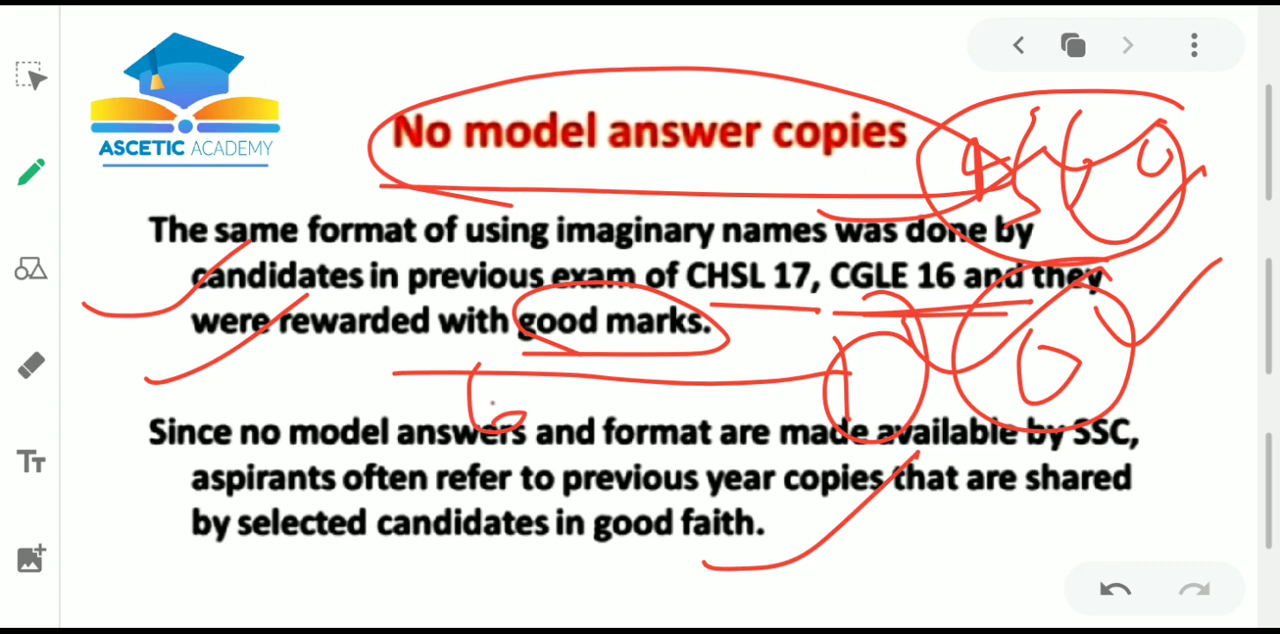 ASCETIC ACADEMY
No model answer copies
The same format of using imaginary names was done by
candidates in previous exam of CHSL 17, CGLE 16 and they
were rewarded with good marks.
0
6
Since no model answers and format are made available by SSC,
aspirants often refer to previous year copies that are shared
by selected candidates in good faith.
TT